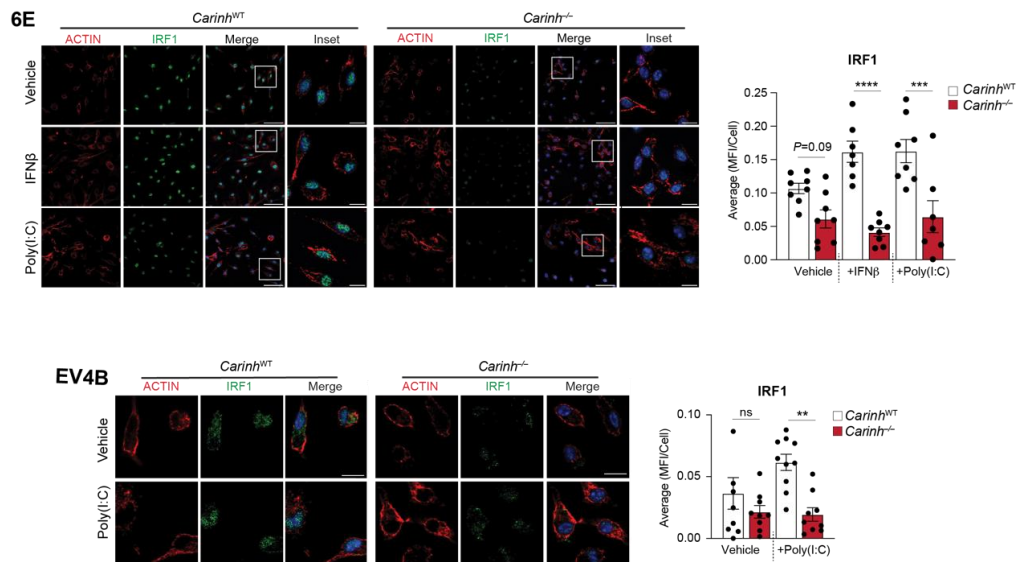 6E
Carinh^WT Carinh^–/–
ACTIN IRF1 Merge Inset ACTIN IRF1 Merge Inset
Vehicle
IFNβ
Poly(I:C)
IRF1
Average (MFI/Cell)
0.25
0.20
0.15
0.10
0.05
0.00
P=0.09
****
***
Carinh^WT
Carinh^–/–
Vehicle +IFNβ +Poly(I:C)
EV4B
Carinh^WT Carinh^–/–
ACTIN IRF1 Merge ACTIN IRF1 Merge
Vehicle
Poly(I:C)
IRF1
Average (MFI/Cell)
0.10
0.05
0.00
ns
**
Carinh^WT
Carinh^–/–
Vehicle +Poly(I:C)